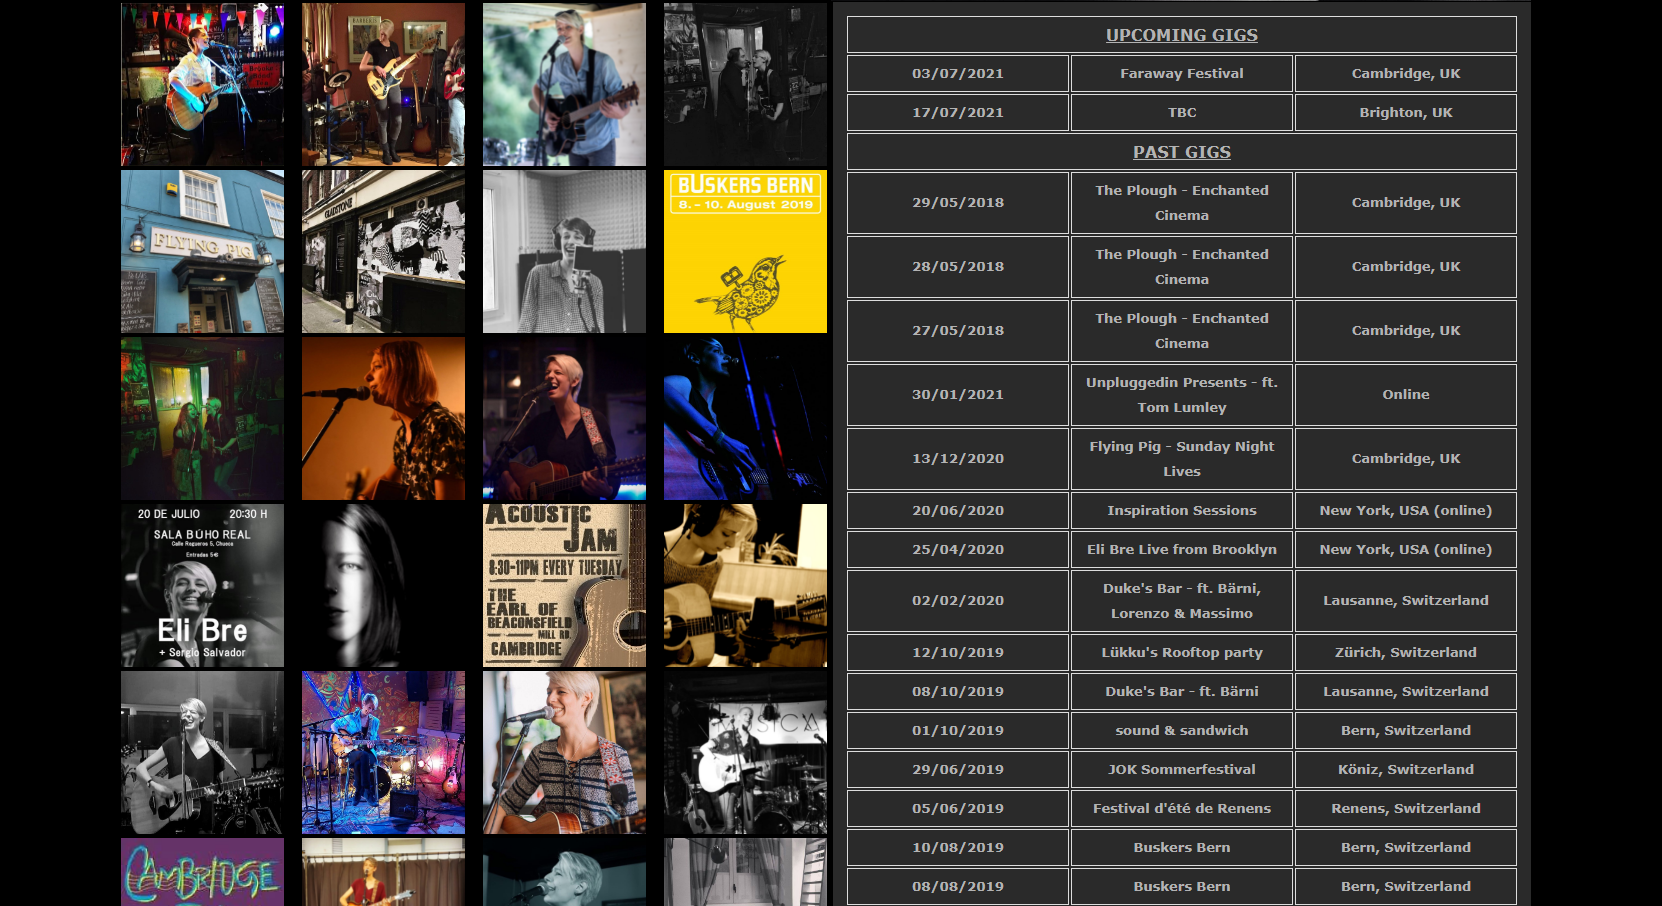 GLADSTONE
FLYING PIG
BUSKERS BERN
8. - 10. August 2019
20 DE JULIO 20:30 H
SALA BÚHO REAL
Calle Regueros 5, Chueca
Entradas 5€
Eli Bre
+ Sergio Salvador
ACOUSTIC
JAM
8:30-11PM EVERY TUESDAY
THE
EARL OF
BEACONSFIELD
MILL RD.
CAMBRIDGE
CAMBRIDGE
UPCOMING GIGS
03/07/2021 Faraway Festival Cambridge, UK
17/07/2021 TBC Brighton, UK
PAST GIGS
29/05/2018 The Plough - Enchanted
Cinema Cambridge, UK
28/05/2018 The Plough - Enchanted
Cinema Cambridge, UK
27/05/2018 The Plough - Enchanted
Cinema Cambridge, UK
30/01/2021 Unpluggedin Presents - ft.
Tom Lumley Online
13/12/2020 Flying Pig - Sunday Night
Lives Cambridge, UK
20/06/2020 Inspiration Sessions New York, USA (online)
25/04/2020 Eli Bre Live from Brooklyn New York, USA (online)
02/02/2020 Duke's Bar - ft. Bärni,
Lorenzo & Massimo Lausanne, Switzerland
12/10/2019 Lükku's Rooftop party Zürich, Switzerland
08/10/2019 Duke's Bar - ft. Bärni Lausanne, Switzerland
01/10/2019 sound & sandwich Bern, Switzerland
29/06/2019 JOK Sommerfestival Köniz, Switzerland
05/06/2019 Festival d'été de Renens Renens, Switzerland
10/08/2019 Buskers Bern Bern, Switzerland
08/08/2019 Buskers Bern Bern, Switzerland